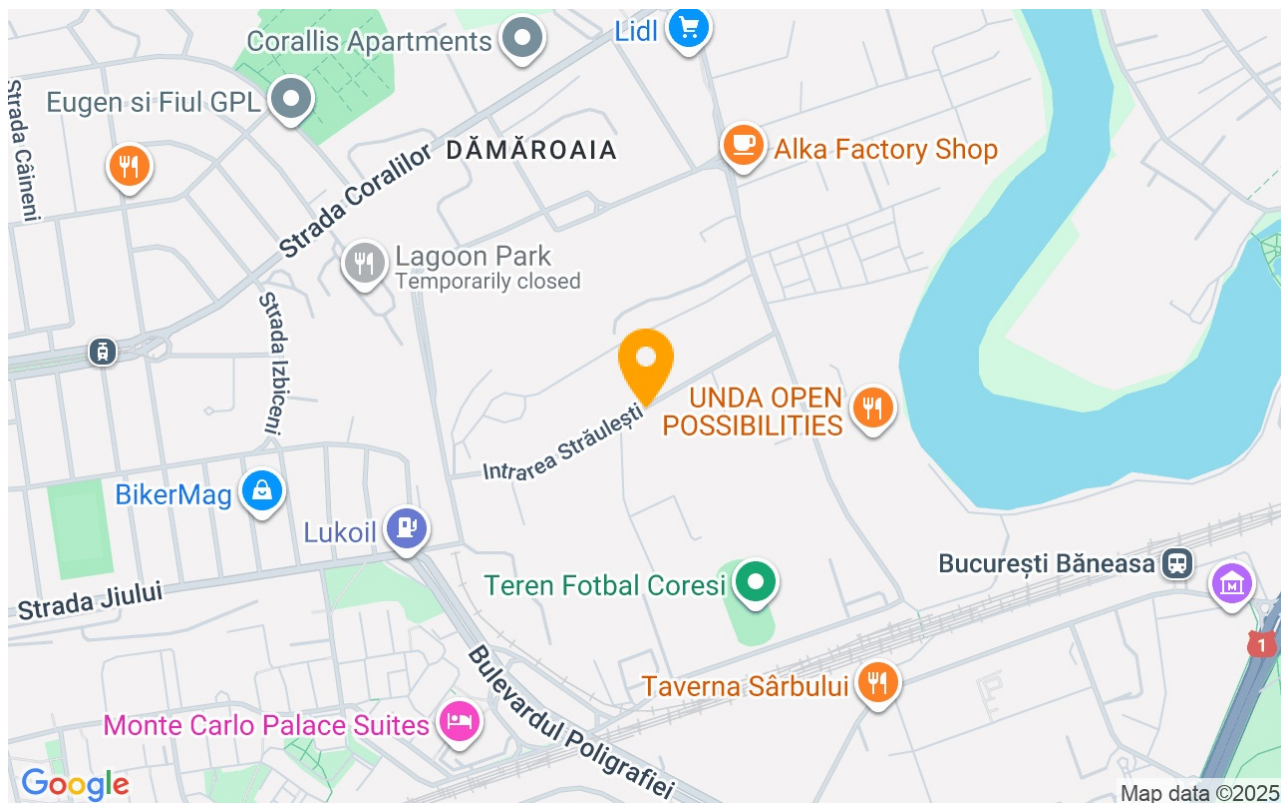 Corallis Apartments
Lidl
Strada Câineni
Eugen si Fiul GPL
DĂMĂROAIA
Alka Factory Shop
Strada Coralilor
Lagoon Park
Temporarily closed
Strada Izbiceni
UNDA OPEN
POSSIBILITIES
Intrarea Străulești
BikerMag
Lukoil
București Băneasa
Teren Fotbal Coresi
Strada Jiului
1
Taverna Sârbului
Bulevardul Poligrafiei
Monte Carlo Palace Suites
Google
Map data ©2025